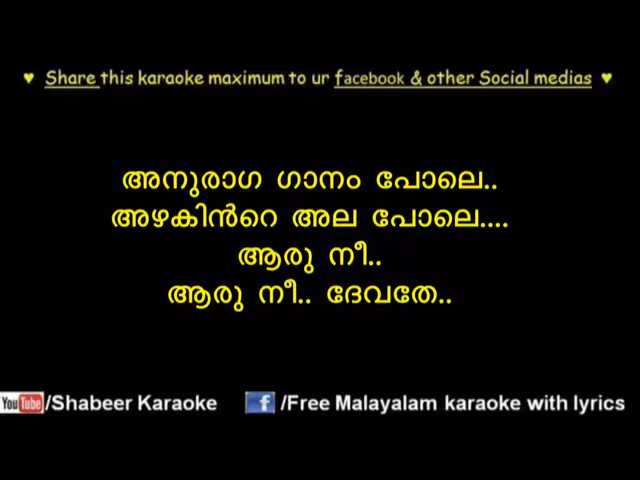 ♥ Share this karaoke maximum to ur facebook & other Social medias ♥
അനുരാഗ ഗാനം പോലെ..
അഴകിൻറെ അല പോലെ....
ആരു നീ..
ആരു നീ.. ദേവതേ..
YouTube /Shabeer Karaoke f /Free Malayalam karaoke with lyrics